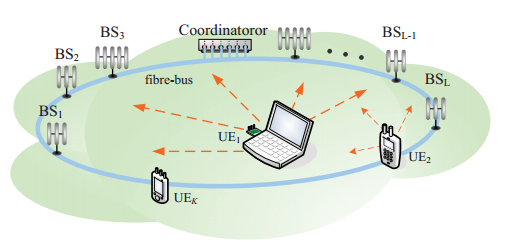 BS3
Coordinatoror
BSL-1
BS2
fibre-bus
BSL
BS1
UE1
UE2
UEK